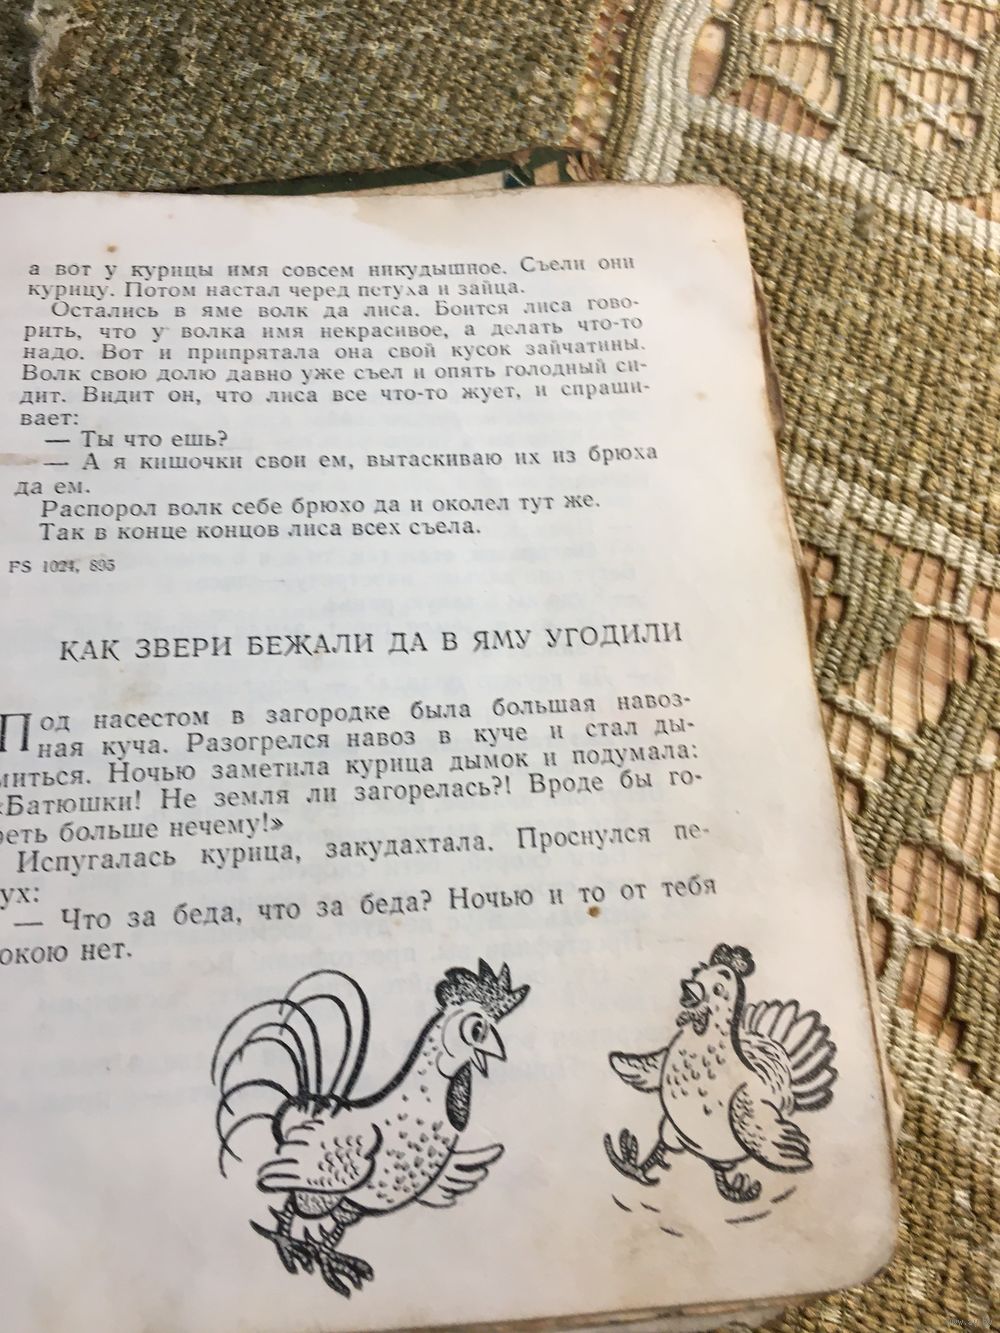 а вот у курицы имя совсем никудышное. Съели они
курицу. Потом настал черед петуха и зайца.
Остались в яме волк да лиса. Боится лиса гово-
рить, что у волка имя некрасивое, а делать что-то
надо. Вот и припрятала она свой кусок зайчатины.
Волк свою долю давно уже съел и опять голодный си-
дит. Видит он, что лиса все что-то жует, и спраши-
вает:
— Ты что ешь?
— А я кишочки свои ем, вытаскиваю их из брюха
да ем.
Распорол волк себе брюхо да и околел тут же.
Так в конце концов лиса всех съела.
FS 1024, 895
КАК ЗВЕРИ БЕЖАЛИ ДА В ЯМУ УГОДИЛИ
Под насестом в загородке была большая навоз-
ная куча. Разогрелся навоз в куче и стал ды-
миться. Ночью заметила курица дымок и подумала:
«Батюшки! Не земля ли загорелась?! Вроде бы го-
реть больше нечему!»
Испугалась курица, закудахтала. Проснулся пе-
ух:
— Что за беда, что за беда? Ночью и то от тебя
окою нет.